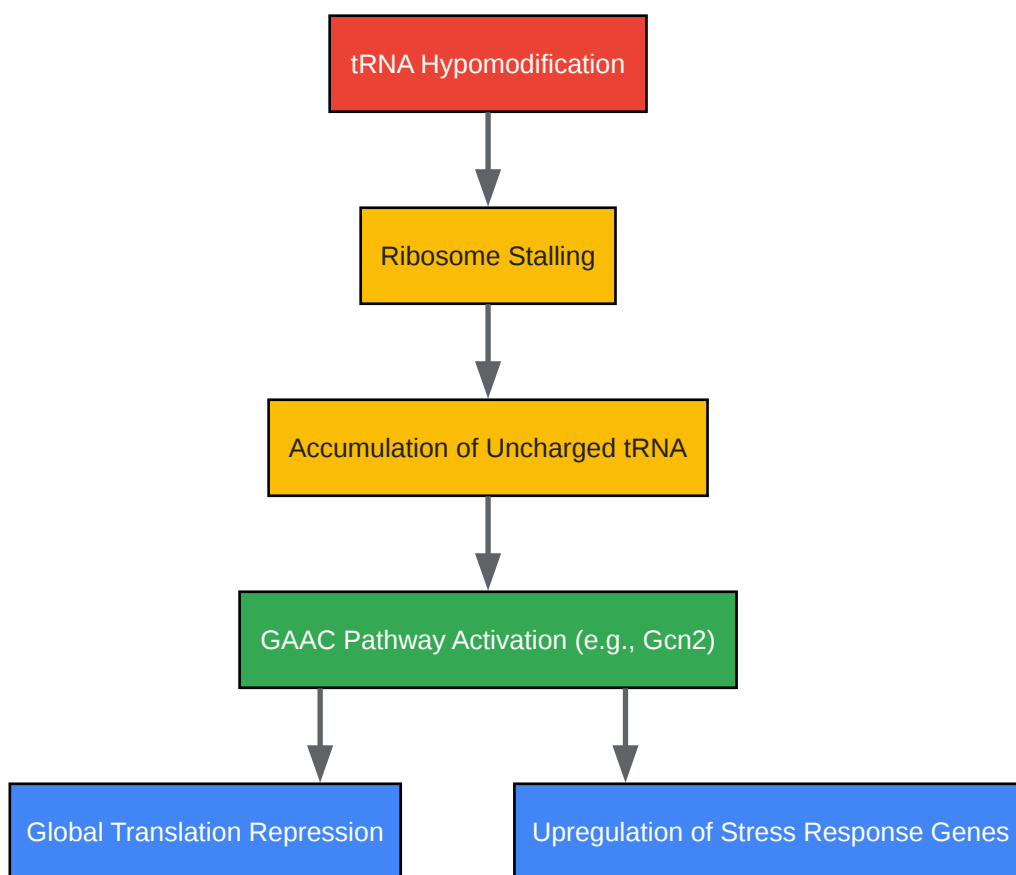 tRNA Hypomodification
Ribosome Stalling
Accumulation of Uncharged tRNA
GAAC Pathway Activation (e.g., Gcn2)
Global Translation Repression
Upregulation of Stress Response Genes